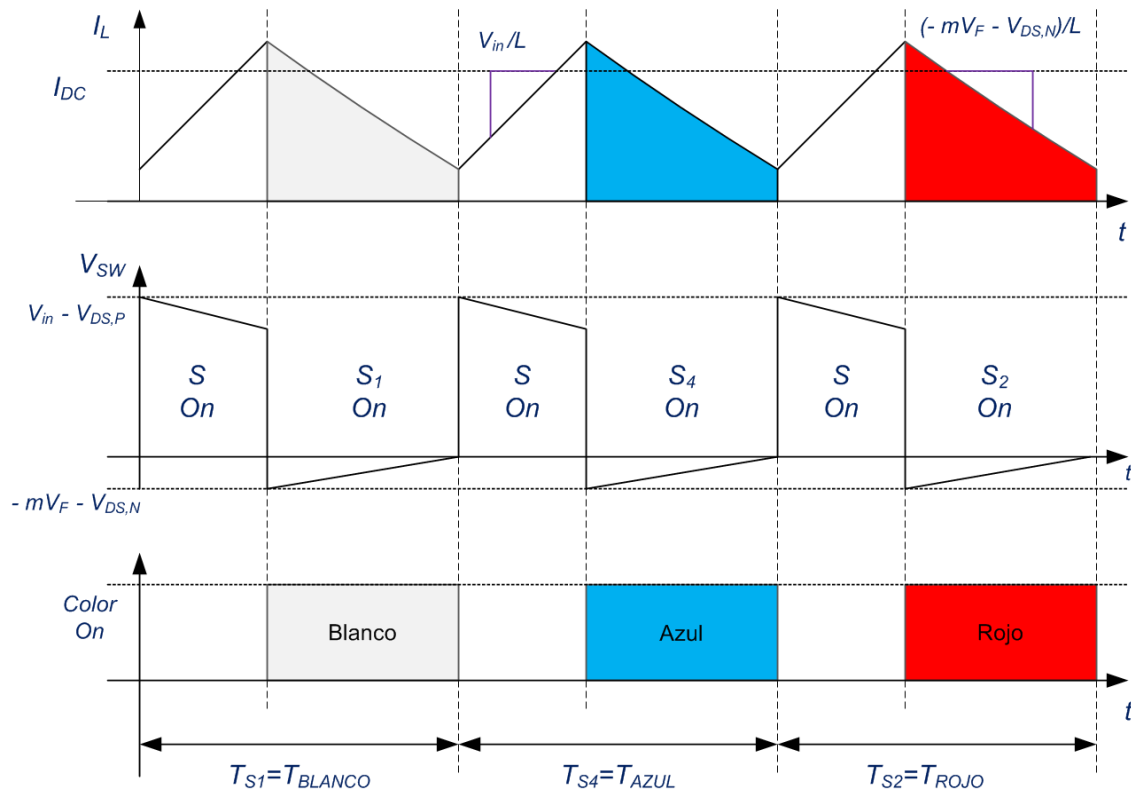 I_L
V_in/L
(- mV_F - V_DS,N)/L
I_DC
t
V_SW
V_in - V_DS,P
S
On
S_1
On
S
On
S_4
On
S
On
S_2
On
t
- mV_F - V_DS,N
Color
On
Blanco
Azul
Rojo
t
T_S1=T_BLANCO
T_S4=T_AZUL
T_S2=T_ROJO